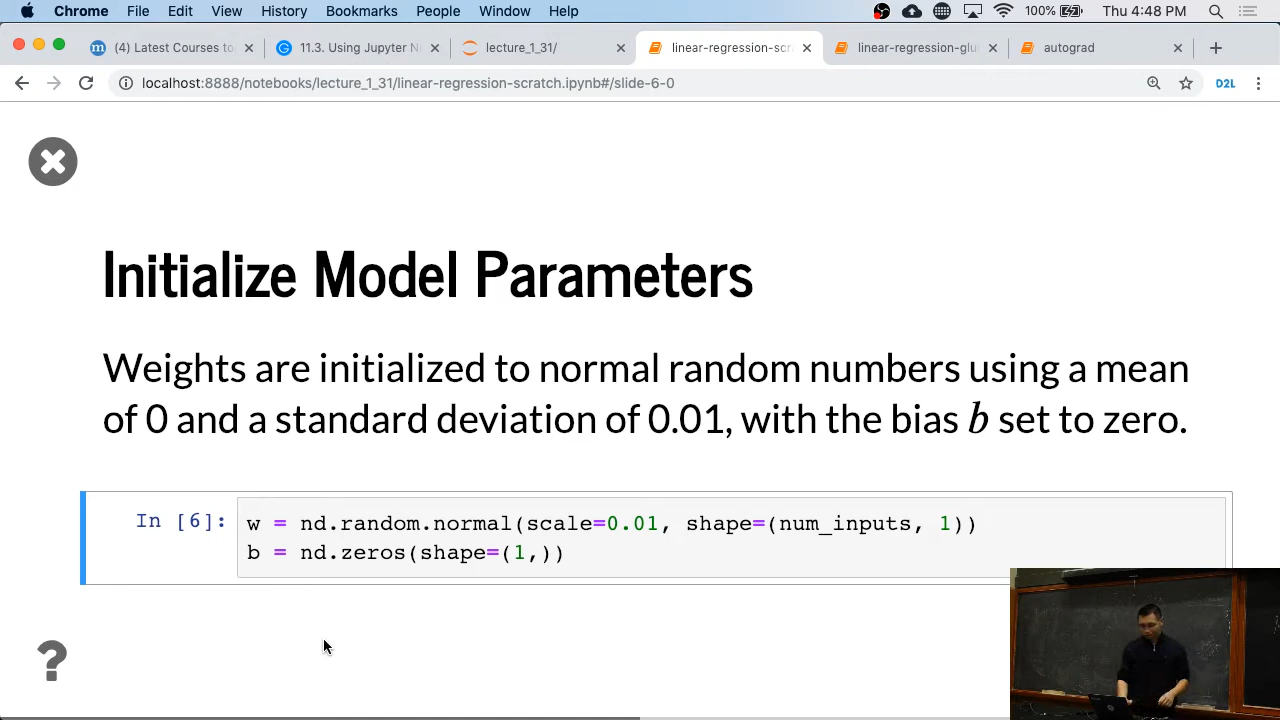 Chrome File Edit View History Bookmarks People Window Help 100% Thu 4:48 PM
(4) Latest Courses to 11.3. Using Jupyter N lecture_1_31/ linear-regression-scr linear-regression-glu autograd
localhost:8888/notebooks/lecture_1_31/linear-regression-scratch.ipynb#/slide-6-0 D2L
Initialize Model Parameters
Weights are initialized to normal random numbers using a mean
of 0 and a standard deviation of 0.01, with the bias b set to zero.
In [6]: w = nd.random.normal(scale=0.01, shape=(num_inputs, 1))
b = nd.zeros(shape=(1,))
?